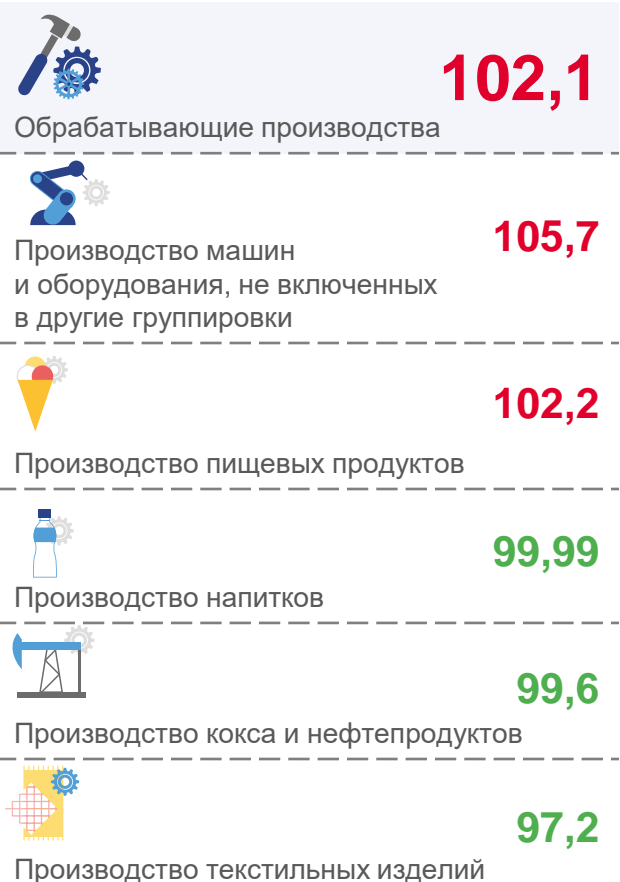 102,1
Обрабатывающие производства
105,7
Производство машин
и оборудования, не включенных
в другие группировки
102,2
Производство пищевых продуктов
99,99
Производство напитков
99,6
Производство кокса и нефтепродуктов
97,2
Производство текстильных изделий